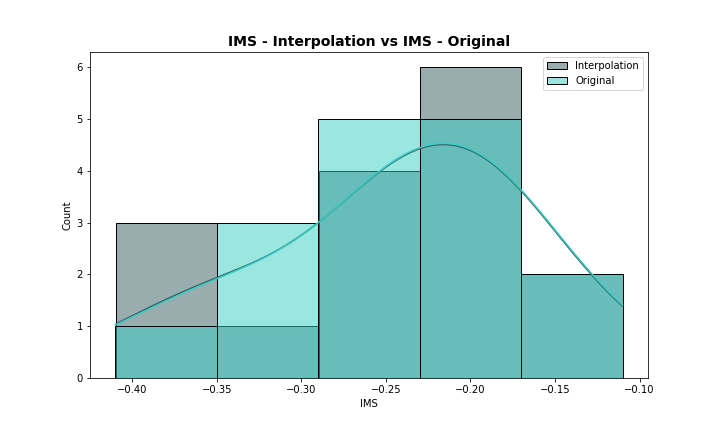 IMS - Interpolation vs IMS - Original
Interpolation
Original
6
5
4
3
2
1
0
Count
−0.40
−0.35
−0.30
−0.25
−0.20
−0.15
−0.10
IMS